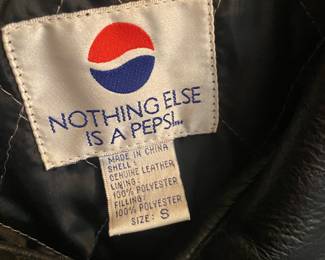 NOTHING ELSE
IS A PEPSI...
MADE IN CHINA
SHELL:
GENUINE LEATHER
LINING:
100% POLYESTER
FILLING:
100% POLYESTER
SIZE: S